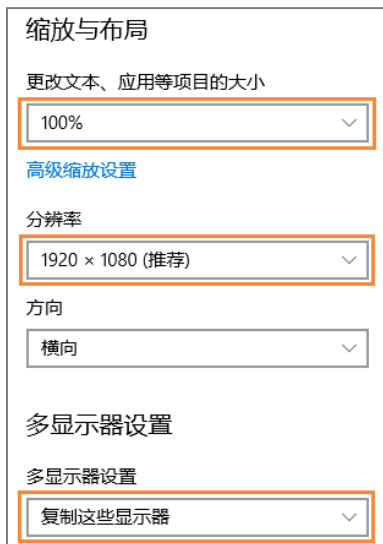 缩放与布局
更改文本、应用等项目的大小
100%
高级缩放设置
分辨率
1920 × 1080 (推荐)
方向
横向
多显示器设置
多显示器设置
复制这些显示器